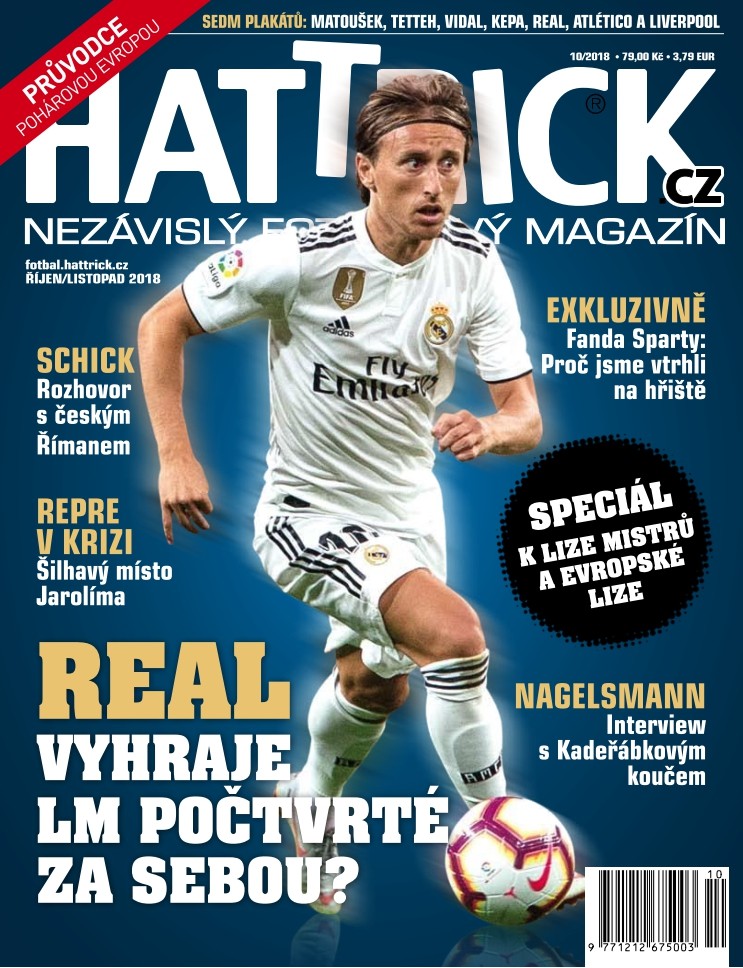 SEDM PLAKÁTŮ: MATOUŠEK, TETTEH, VIDAL, KEPA, REAL, ATLÉTICO A LIVERPOOL
PRŮVODCE
POHÁROVOU EVROPOU
10/2018 • 79,00 Kč • 3,79 EUR
HATTRICK®
.CZ
NEZÁVISLÝ FOTBALOVÝ MAGAZÍN
fotbal.hattrick.cz
ŘÍJEN/LISTOPAD 2018
LaLiga
FIFA
adidas
Fly
Emirates
EXKLUZIVNĚ
Fanda Sparty:
Proč jsme vtrhli
na hřiště
SCHICK
Rozhovor
s českým
Římanem
REPRE
V KRIZI
Šilhavý místo
Jarolíma
SPECIÁL
K LIZE MISTRŮ
A EVROPSKÉ
LIZE
REAL
VYHRAJE
LM POČTVRTÉ
ZA SEBOU?
NAGELSMANN
Interview
s Kadeřábkovým
koučem
10
9 771212 675003